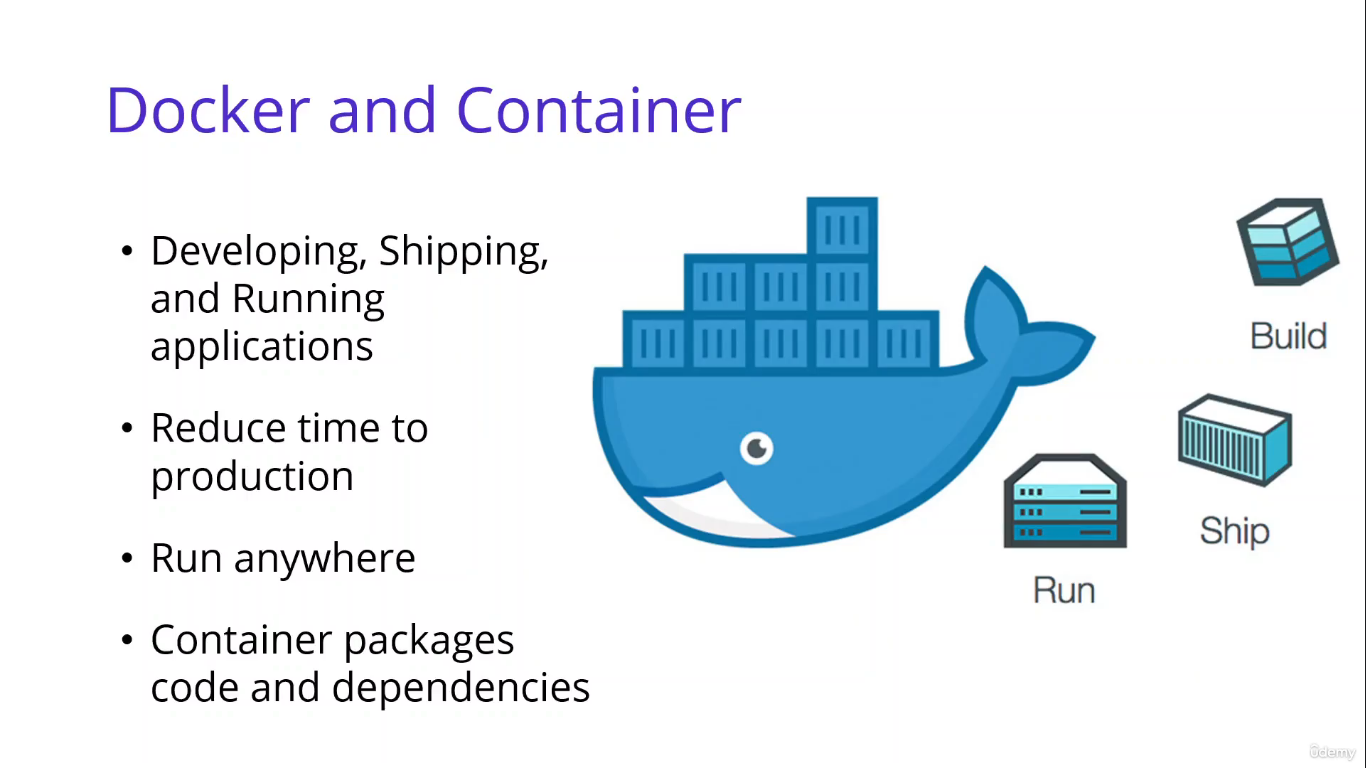 Docker and Container
• Developing, Shipping,
and Running
applications
• Reduce time to
production
• Run anywhere
• Container packages
code and dependencies
Build
Ship
Run
ûdemy